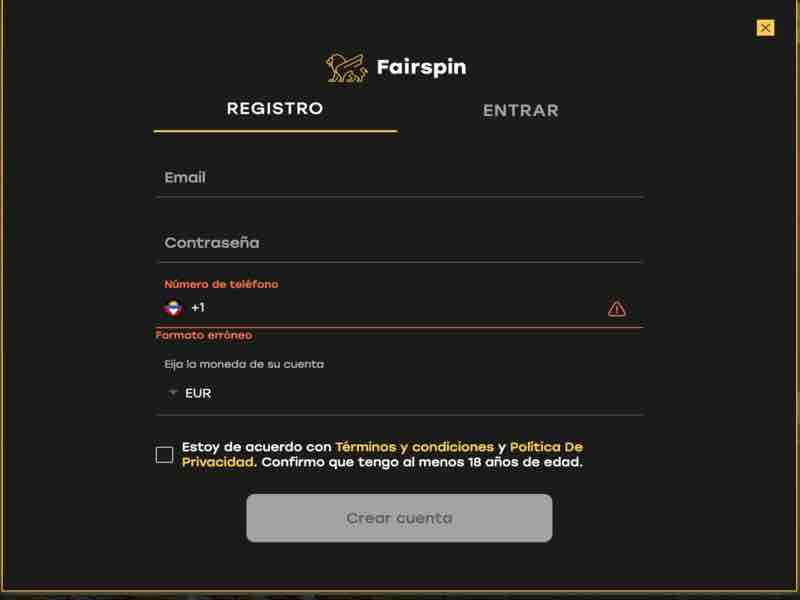 Fairspin
REGISTRO
ENTRAR
Email
Contraseña
Número de teléfono
+1
Formato erróneo
Eija la moneda de su cuenta
EUR
Estoy de acuerdo con Términos y condiciones y Política De
Privacidad. Confirmo que tengo al menos 18 años de edad.
Crear cuenta